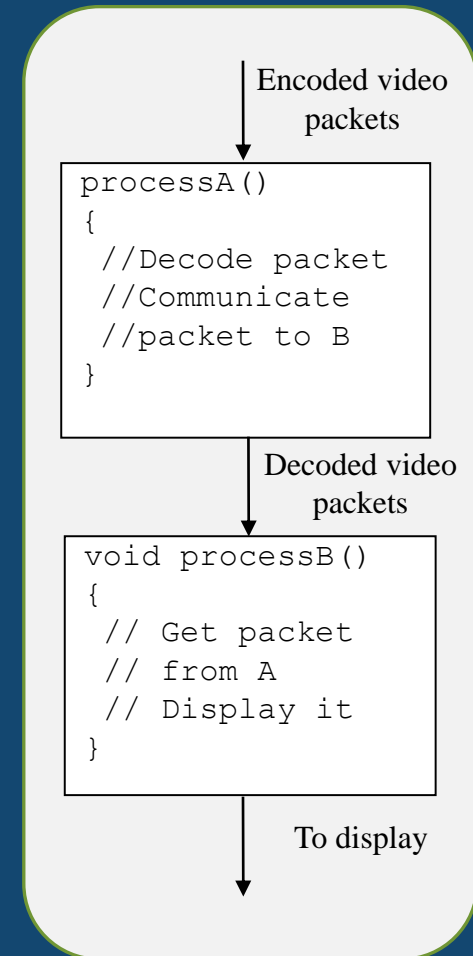 Encoded video
packets
processA()
{
//Decode packet
//Communicate
//packet to B
}
Decoded video
packets
void processB()
{
// Get packet
// from A
// Display it
}
To display